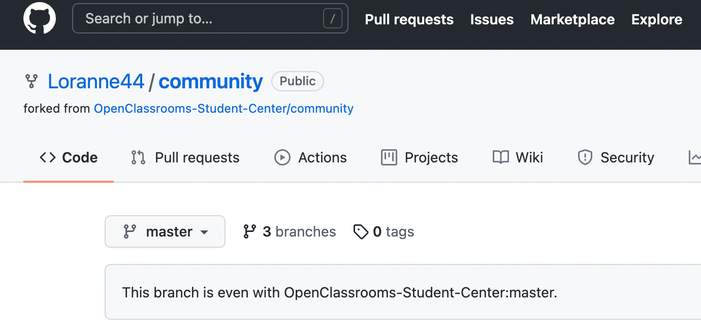 Search or jump to... / Pull requests Issues Marketplace Explore
Loranne44 / community Public
forked from OpenClassrooms-Student-Center/community
Code Pull requests Actions Projects Wiki Security
master 3 branches 0 tags
This branch is even with OpenClassrooms-Student-Center:master.